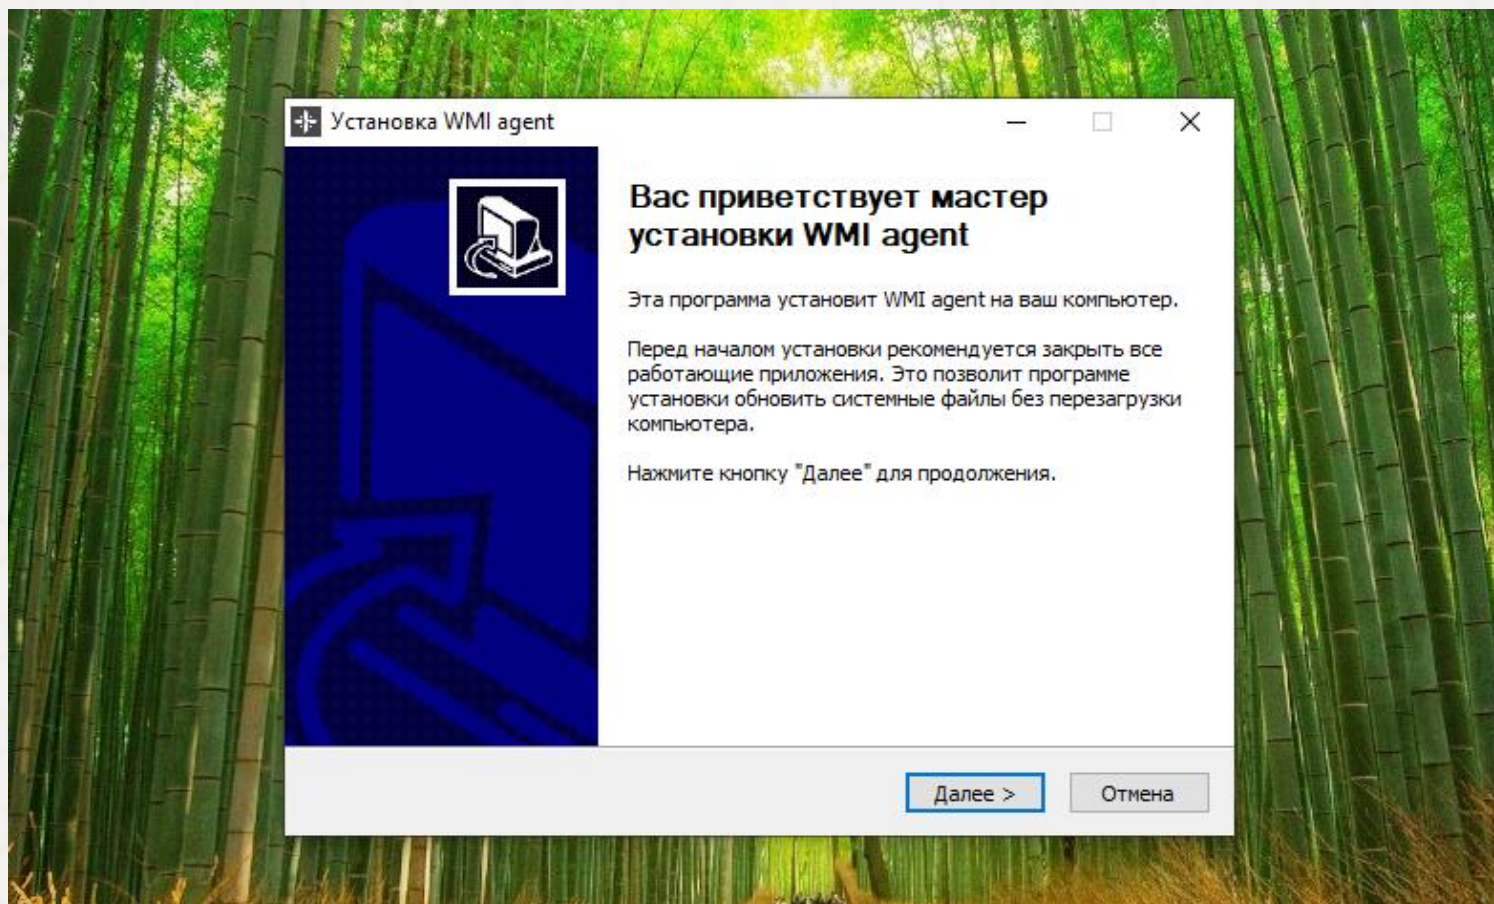 Установка WMI agent
Вас приветствует мастер
установки WMI agent
Эта программа установит WMI agent на ваш компьютер.
Перед началом установки рекомендуется закрыть все
работающие приложения. Это позволит программе
установки обновить системные файлы без перезагрузки
компьютера.
Нажмите кнопку "Далее" для продолжения.
Далее >
Отмена